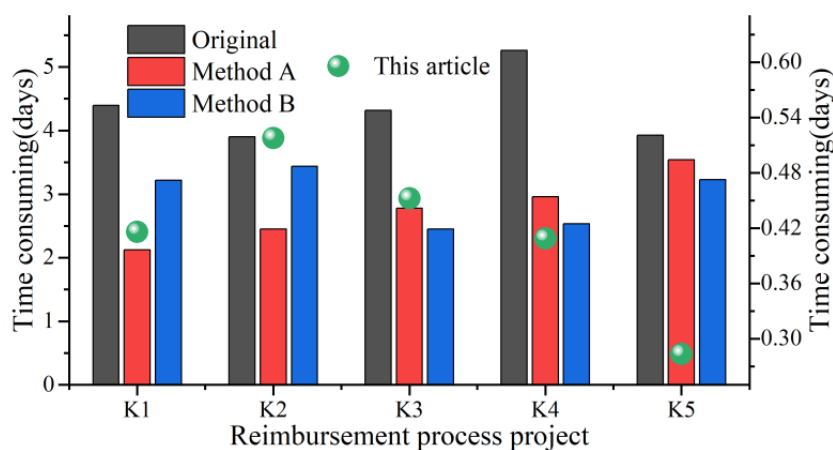 Original
Method A
Method B
This article
Time consuming(days)
5
4
3
2
1
0
Time consuming(days)
0.60
0.54
0.48
0.42
0.36
0.30
K1 K2 K3 K4 K5
Reimbursement process project